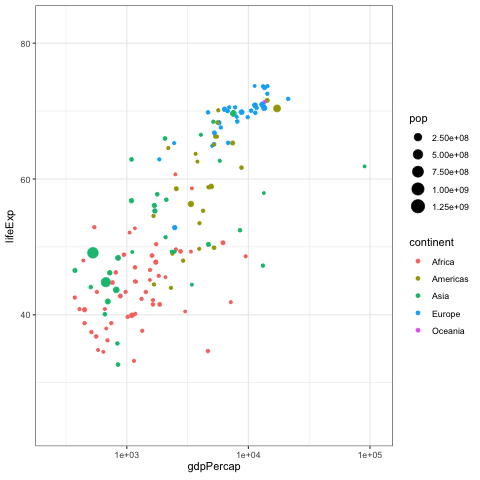 80
60
40
lifeExp
1e+03
1e+04
1e+05
gdpPercap
pop
2.50e+08
5.00e+08
7.50e+08
1.00e+09
1.25e+09
continent
Africa
Americas
Asia
Europe
Oceania